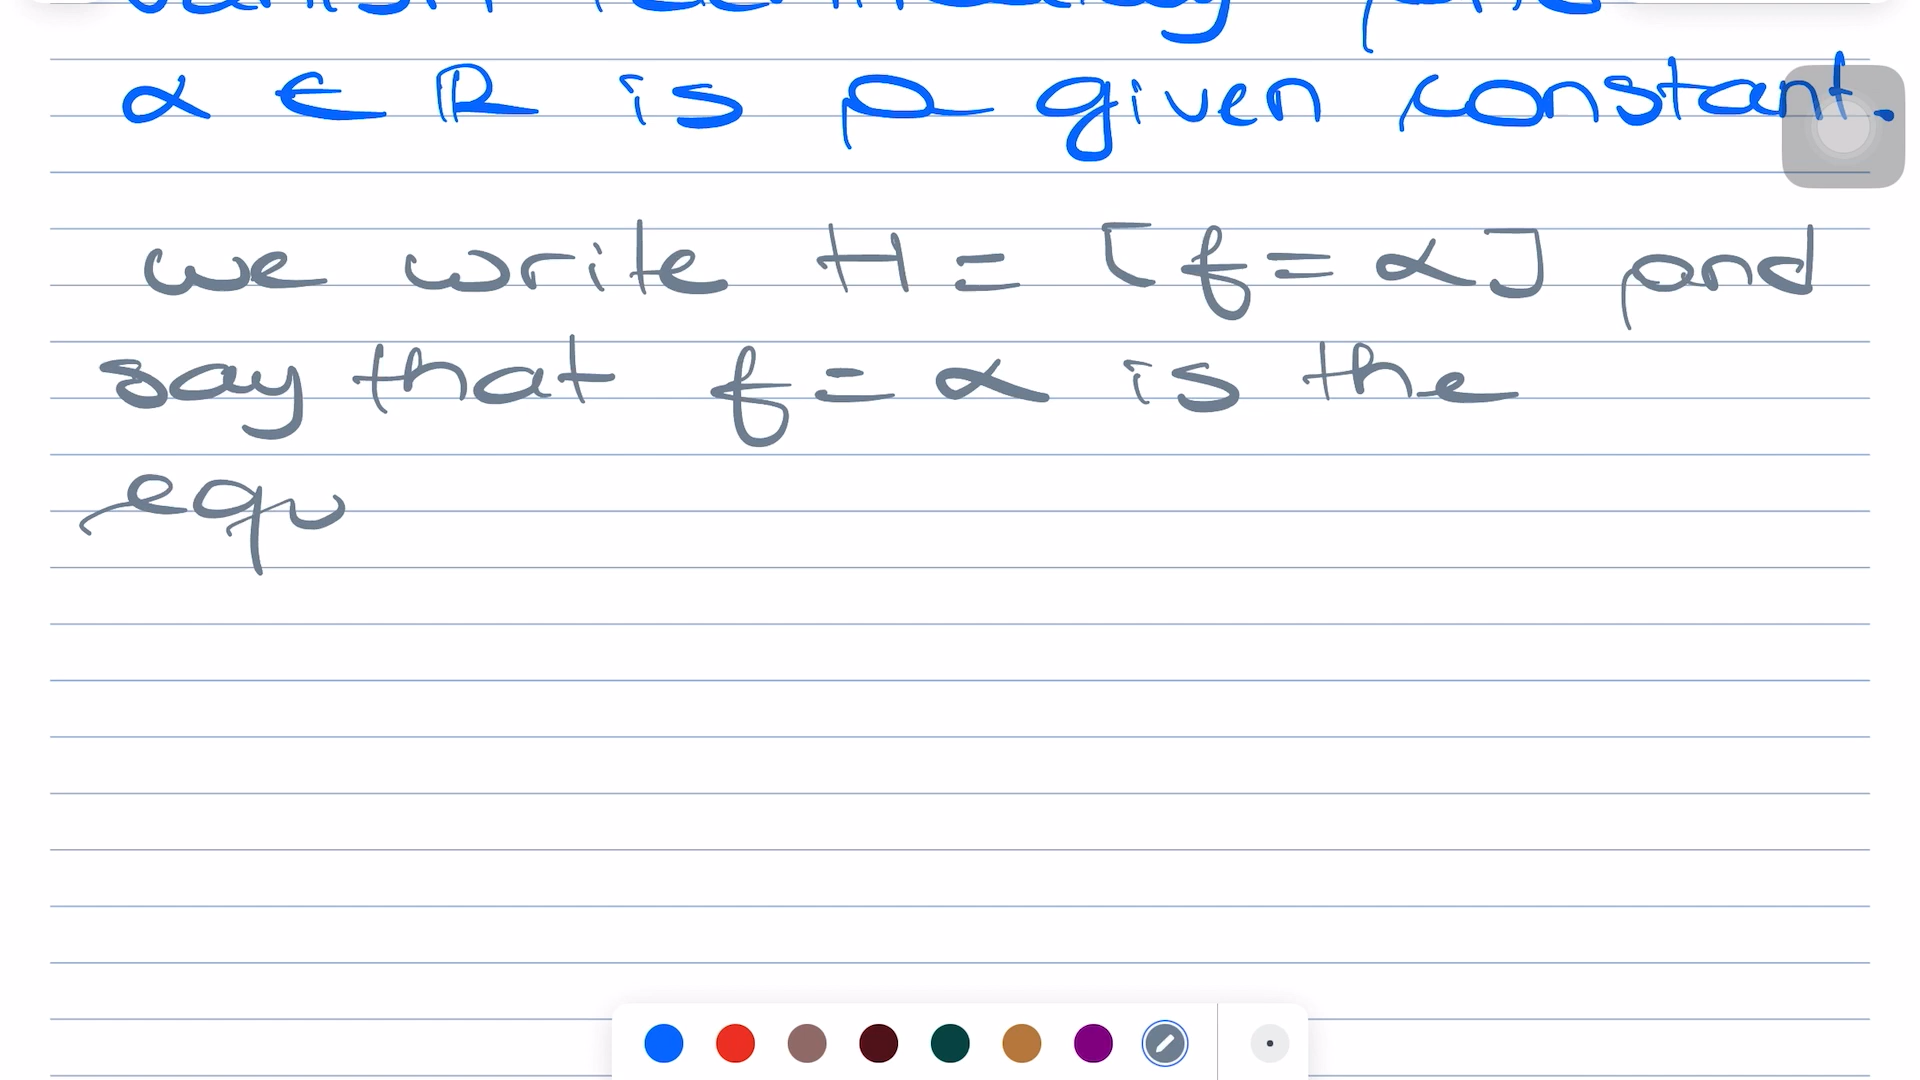 α ∈ ℝ is a given constant.
we write H = [f = α] and
say that f = α is the
equ